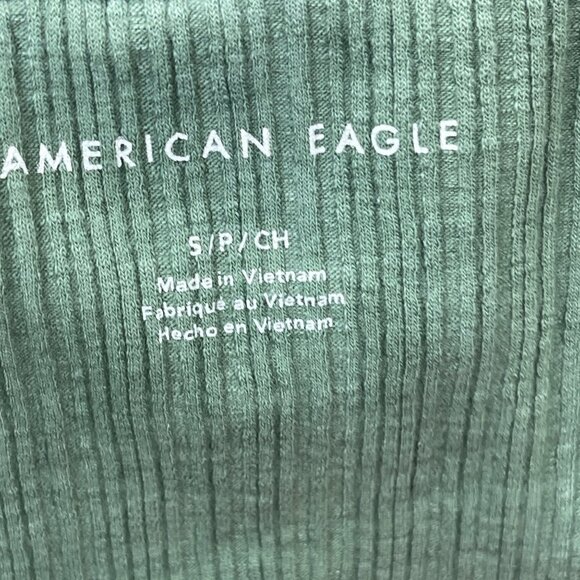 AMERICAN EAGLE
S/P/CH
Made in Vietnam
Fabriqué au Vietnam
Hecho en Vietnam